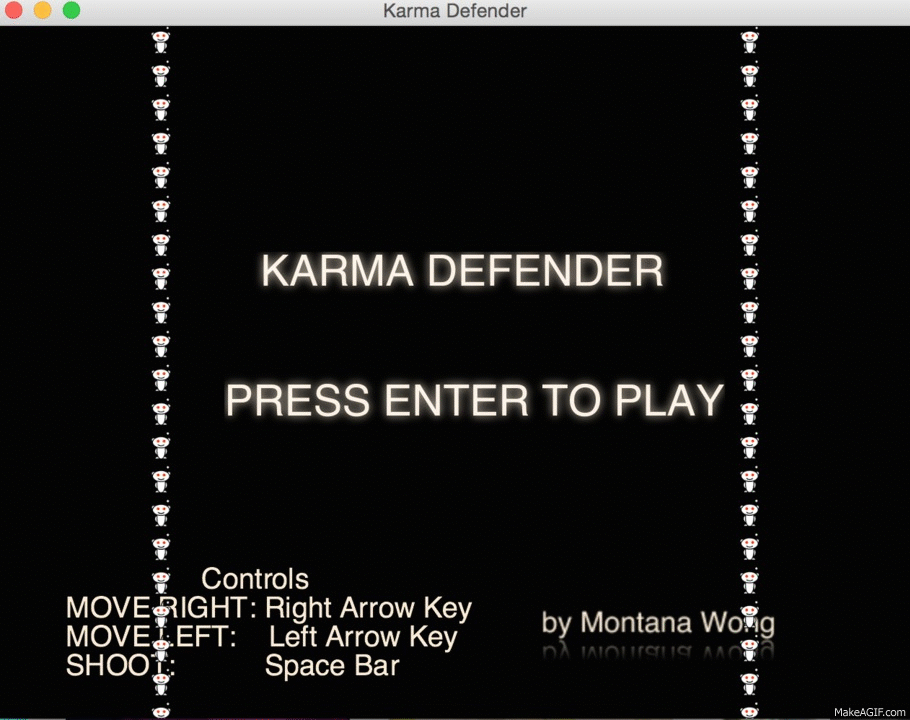 Karma Defender
KARMA DEFENDER
PRESS ENTER TO PLAY
Controls
MOVE RIGHT: Right Arrow Key
MOVE LEFT: Left Arrow Key
SHOOT: Space Bar
by Montana Wong
MakeAGIF.com